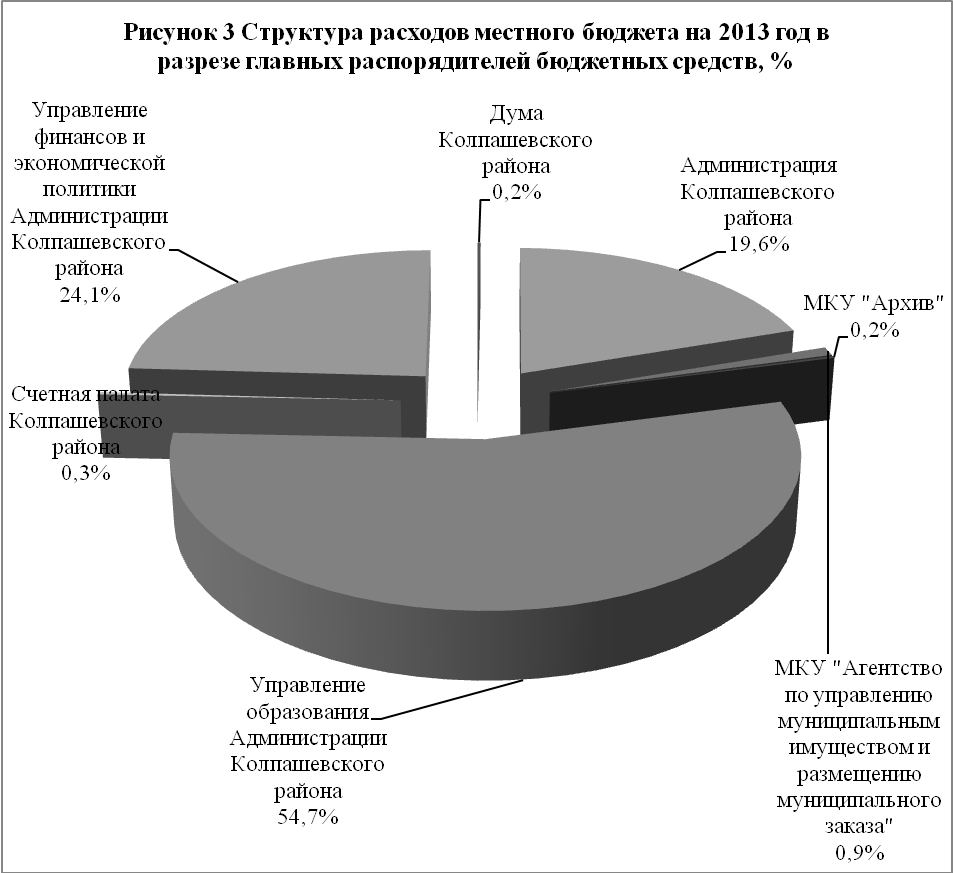 Рисунок 3 Структура расходов местного бюджета на 2013 год в
разрезе главных распорядителей бюджетных средств, %
Управление
финансов и
экономической
политики
Администрации
Колпашевского
района
24,1%
Дума
Колпашевского
района
0,2%
Администрация
Колпашевского
района
19,6%
МКУ "Архив"
0,2%
Счетная палата
Колпашевского
района
0,3%
Управление
образования
Администрации
Колпашевского
района
54,7%
МКУ "Агентство
по управлению
муниципальным
имуществом и
размещению
муниципального
заказа"
0,9%